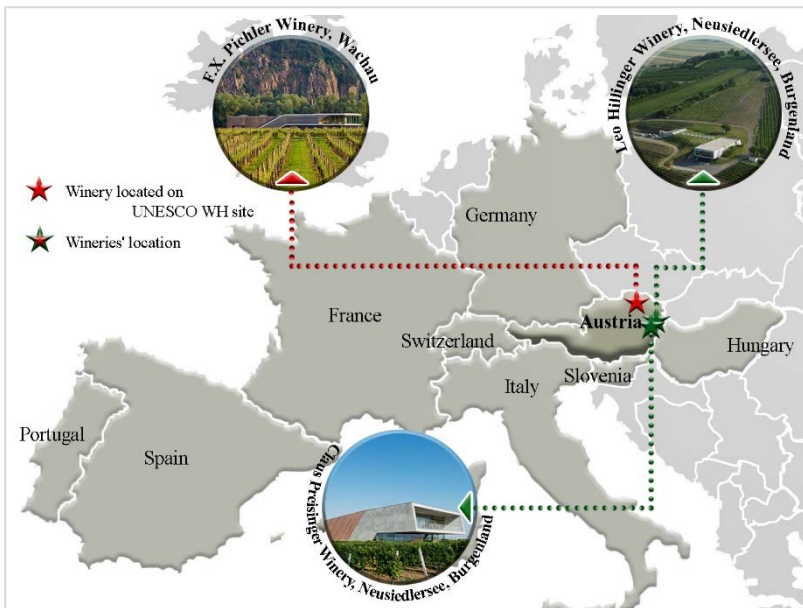 F.X. Pichler Winery, Wachau
Leo Hillinger Winery, Neusiedlersee, Burgenland
Winery located on
UNESCO WH site
Wineries' location
Germany
France
Austria
Switzerland
Hungary
Slovenia
Italy
Portugal
Spain
Claus Preisinger Winery, Neusiedlersee, Burgenland